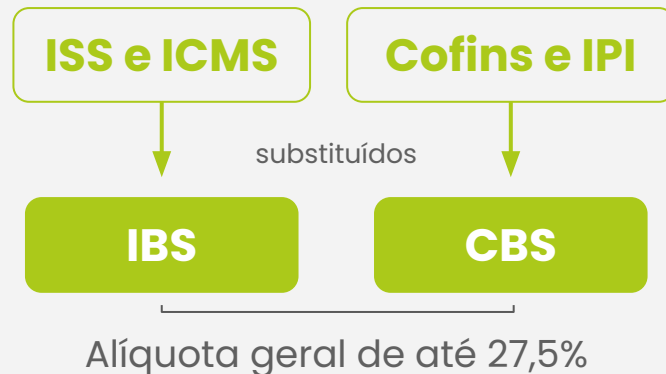 ISS e ICMS
Cofins e IPI
substituídos
IBS
CBS
Alíquota geral de até 27,5%